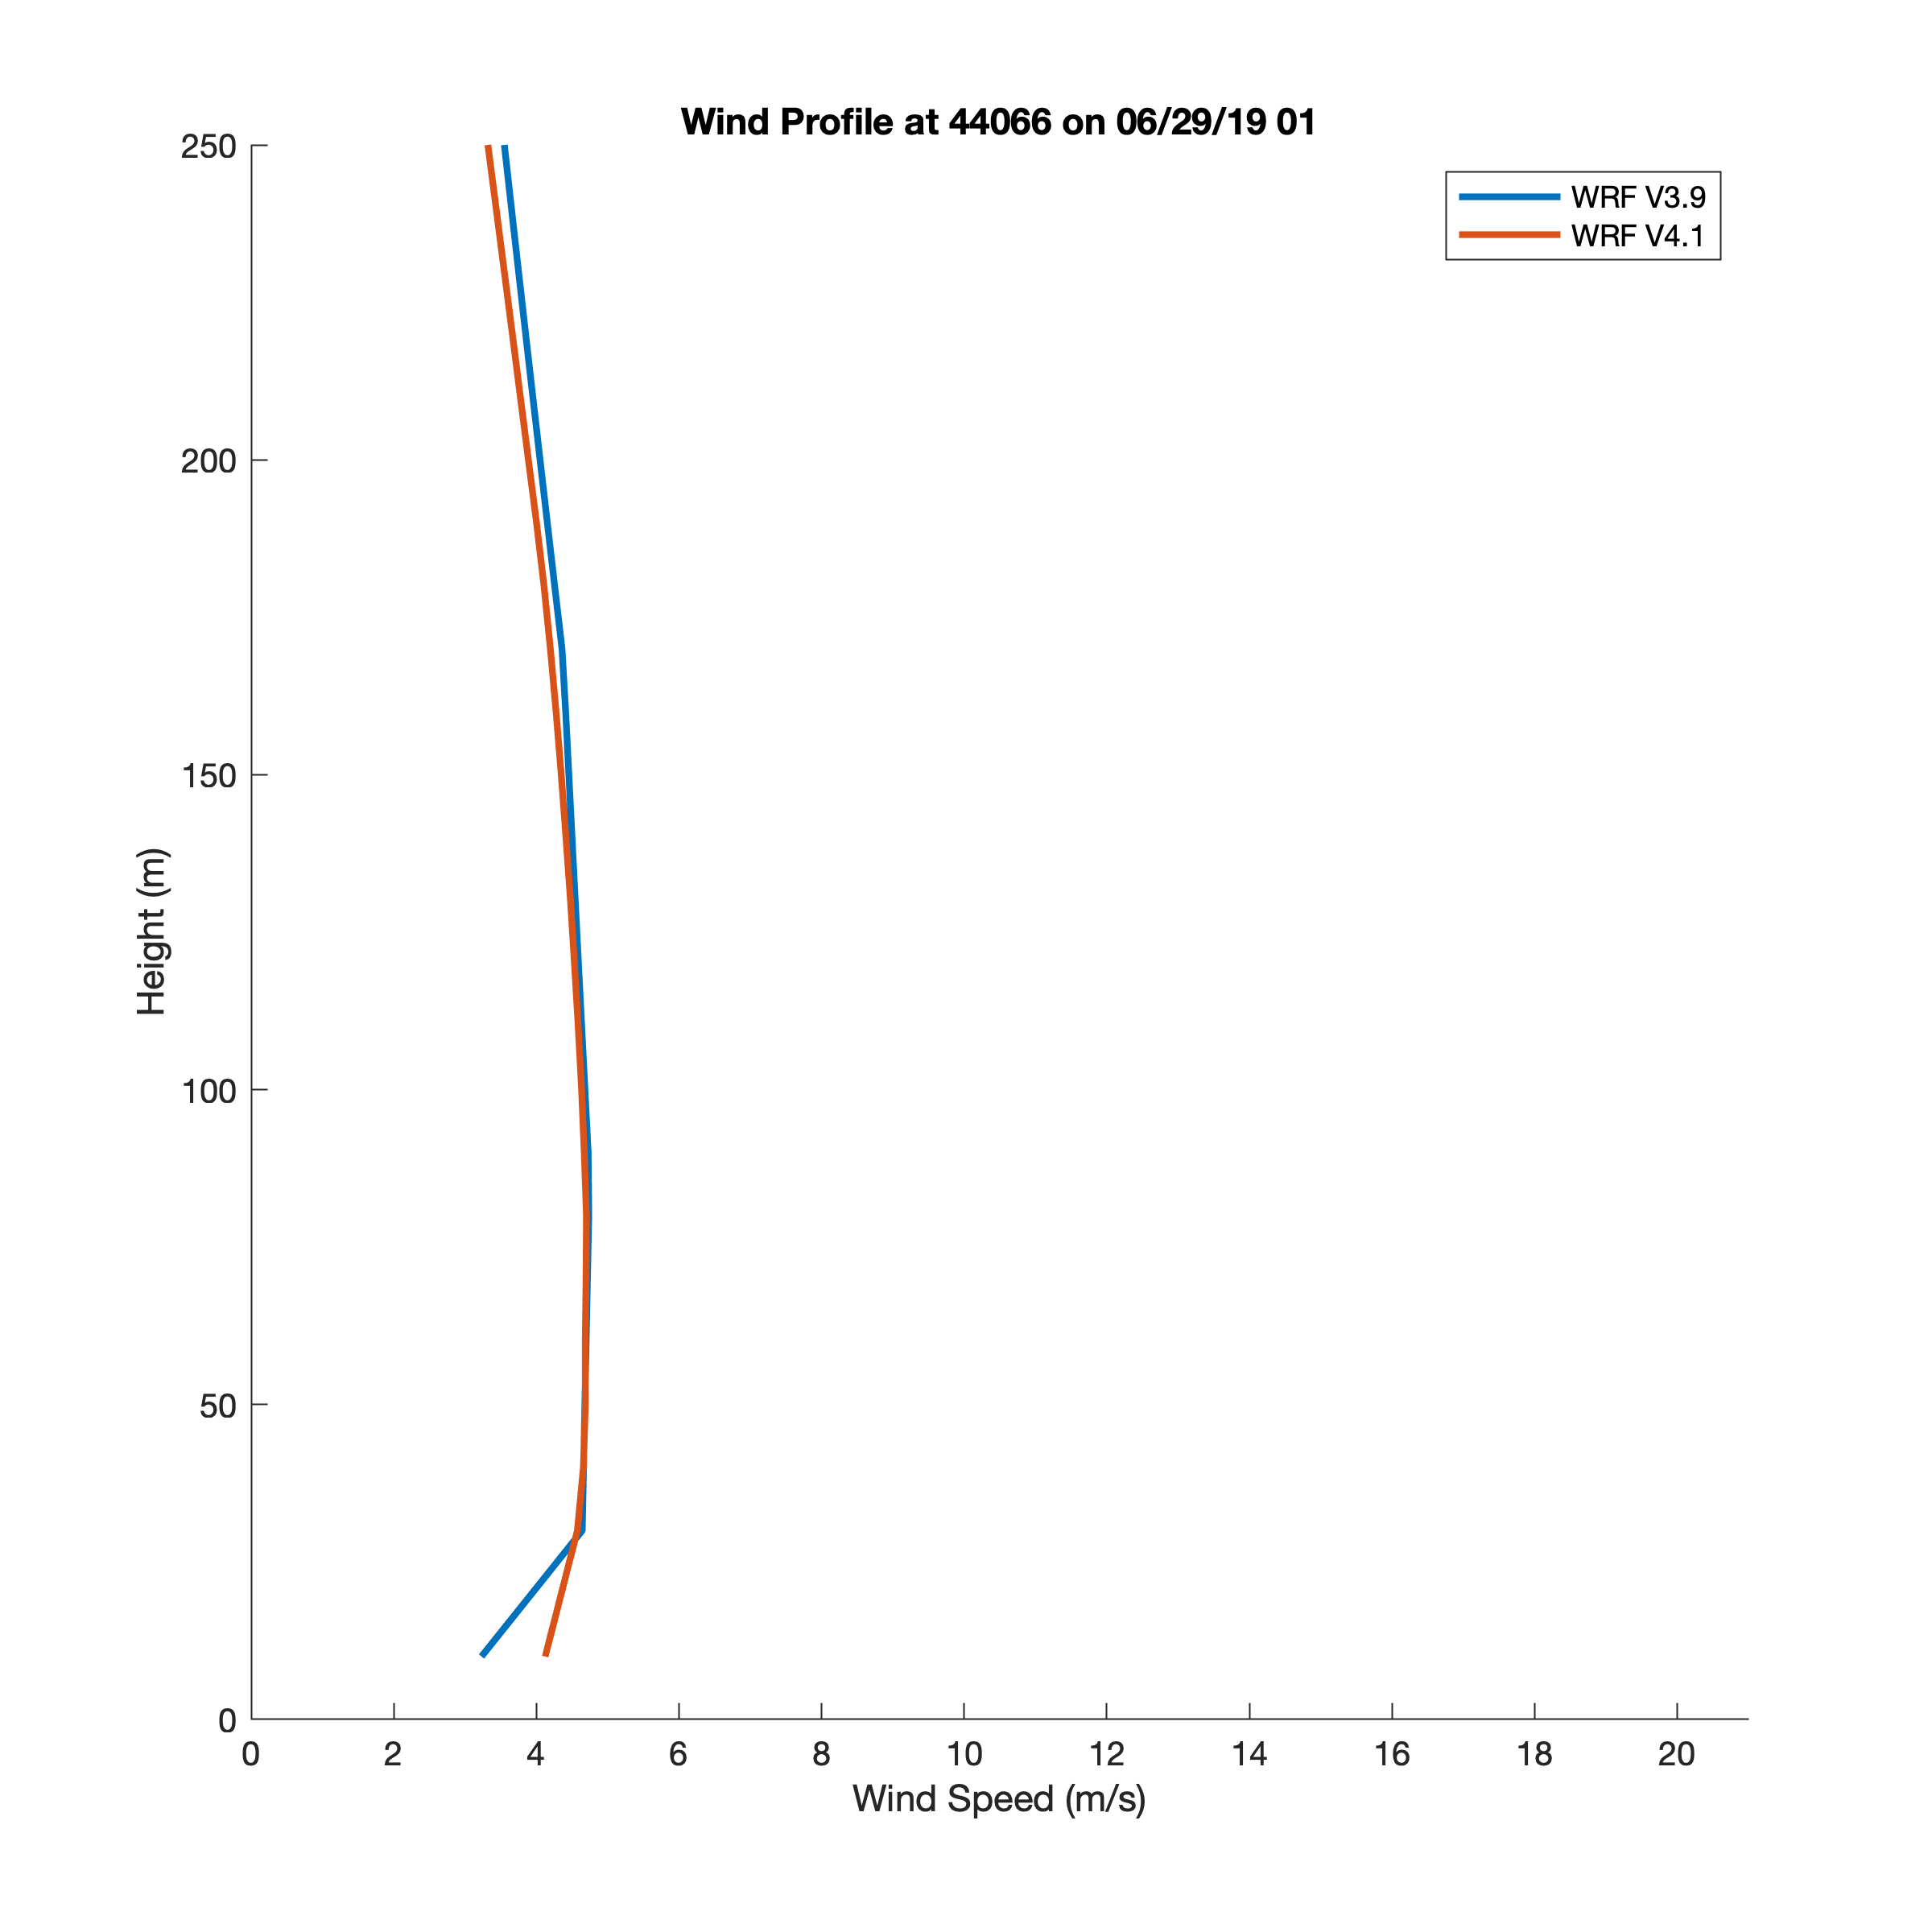 Wind Profile at 44066 on 06/29/19 01
WRF V3.9
WRF V4.1
250
200
150
100
50
0
Height (m)
0 2 4 6 8 10 12 14 16 18 20
Wind Speed (m/s)